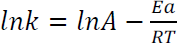 lnk = lnA − Ea/RT